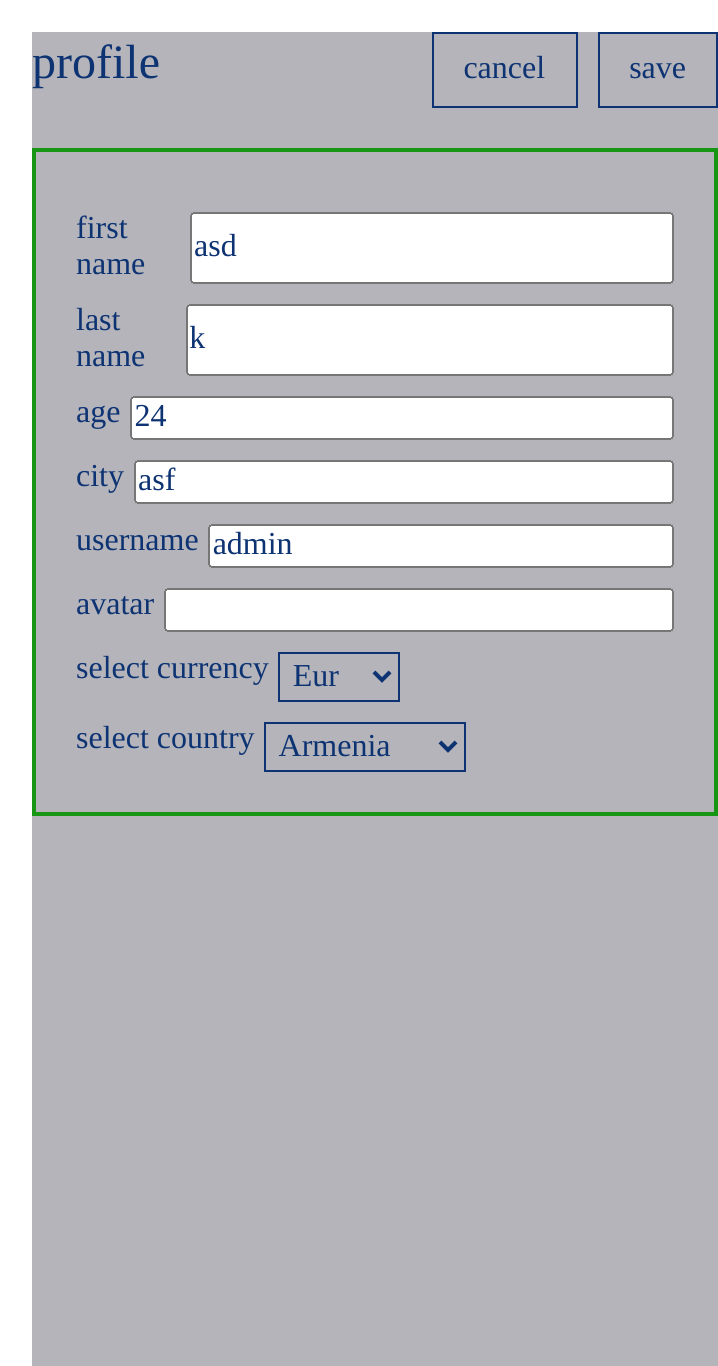 profile cancel save
first
name asd
last
name k
age 24
city asf
username admin
avatar
select currency Eur
select country Armenia